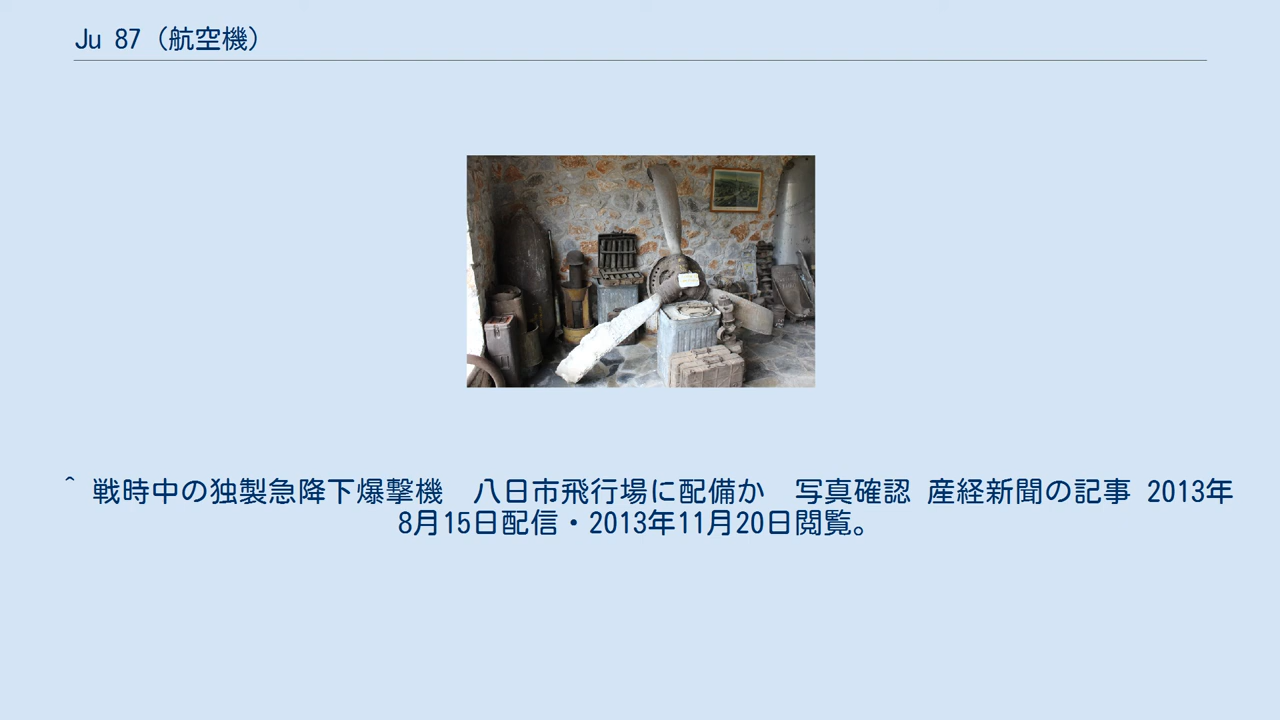 Ju 87（航空機）
^ 戦時中の独製急降下爆撃機　八日市飛行場に配備か　写真確認 産経新聞の記事 2013年
8月15日配信・2013年11月20日閲覧。